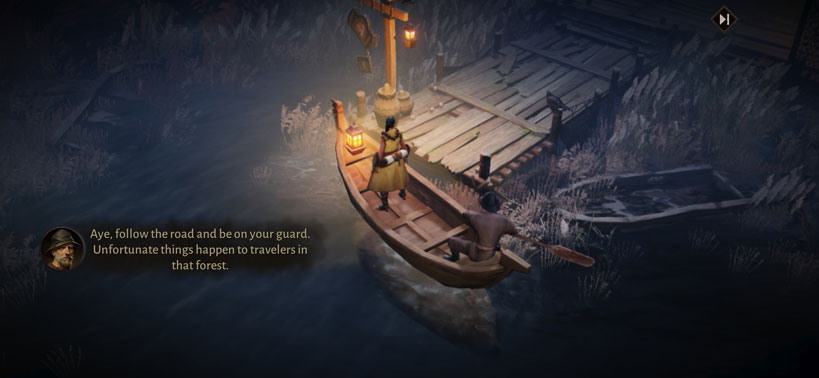 Aye, follow the road and be on your guard.
Unfortunate things happen to travelers in
that forest.